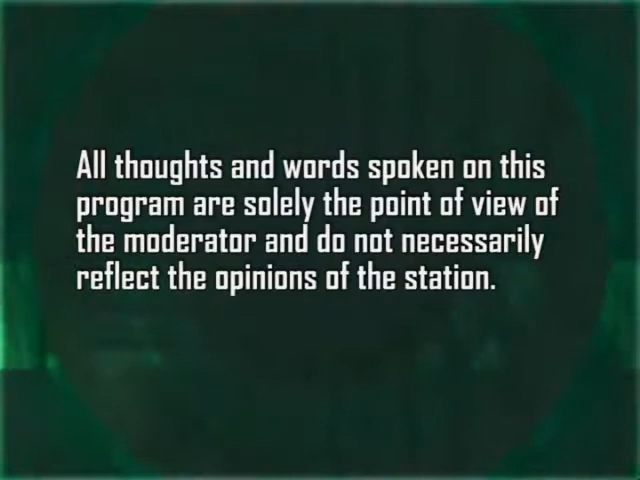 All thoughts and words spoken on this
program are solely the point of view of
the moderator and do not necessarily
reflect the opinions of the station.